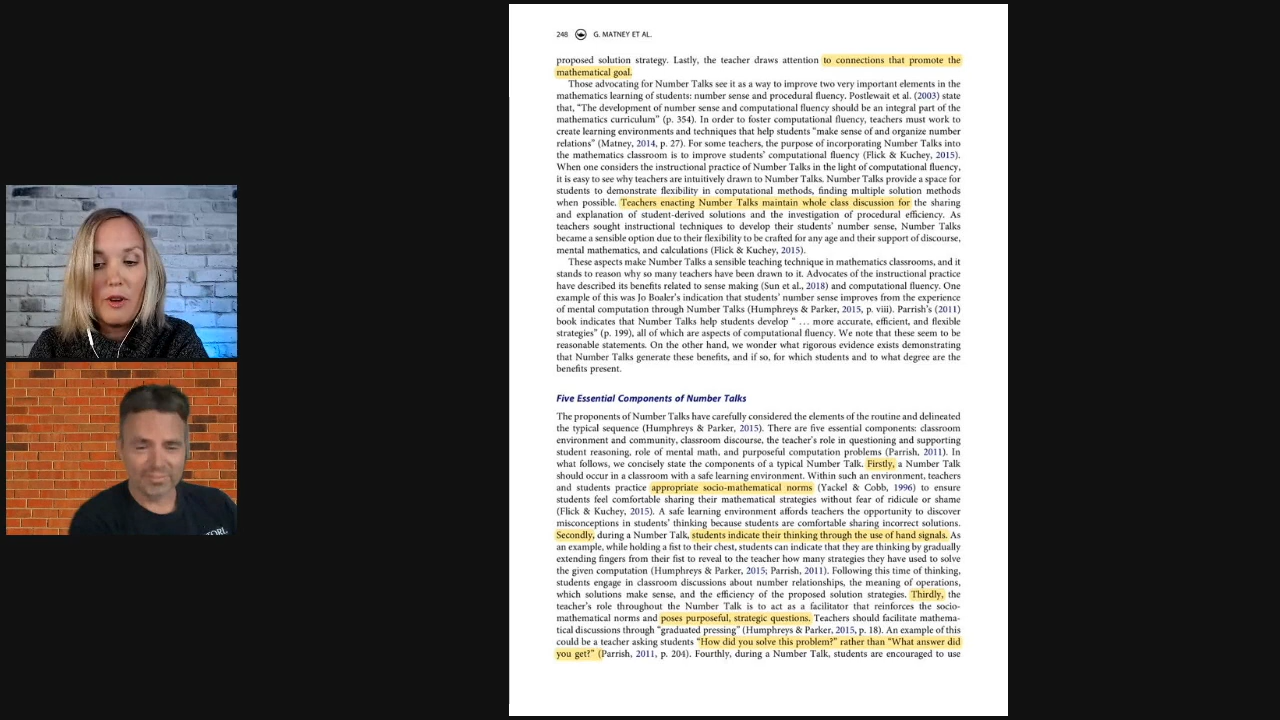 248 G. MATNEY ET AL.
proposed solution strategy. Lastly, the teacher draws attention to connections that promote the
mathematical goal.
Those advocating for Number Talks see it as a way to improve two very important elements in the
mathematics learning of students: number sense and procedural fluency. Postlewait et al. (2003) state
that, “The development of number sense and computational fluency should be an integral part of the
mathematics curriculum” (p. 354). In order to foster computational fluency, teachers must work to
create learning environments and techniques that help students “make sense of and organize number
relations” (Matney, 2014, p. 27). For some teachers, the purpose of incorporating Number Talks into
the mathematics classroom is to improve students’ computational fluency (Flick & Kuchey, 2015).
When one considers the instructional practice of Number Talks in the light of computational fluency,
it is easy to see why teachers are intuitively drawn to Number Talks. Number Talks provide a space for
students to demonstrate flexibility in computational methods, finding multiple solution methods
when possible. Teachers enacting Number Talks maintain whole class discussion for the sharing
and explanation of student-derived solutions and the investigation of procedural efficiency. As
teachers sought instructional techniques to develop their students’ number sense, Number Talks
became a sensible option due to their flexibility to be crafted for any age and their support of discourse,
mental mathematics, and calculations (Flick & Kuchey, 2015).
These aspects make Number Talks a sensible teaching technique in mathematics classrooms, and it
stands to reason why so many teachers have been drawn to it. Advocates of the instructional practice
have described its benefits related to sense making (Sun et al., 2018) and computational fluency. One
example of this was Jo Boaler’s indication that students’ number sense improves from the experience
of mental computation through Number Talks (Humphreys & Parker, 2015, p. viii). Parrish’s (2011)
book indicates that Number Talks help students develop “ … more accurate, efficient, and flexible
strategies” (p. 199), all of which are aspects of computational fluency. We note that these seem to be
reasonable statements. On the other hand, we wonder what rigorous evidence exists demonstrating
that Number Talks generate these benefits, and if so, for which students and to what degree are the
benefits present.
Five Essential Components of Number Talks
The proponents of Number Talks have carefully considered the elements of the routine and delineated
the typical sequence (Humphreys & Parker, 2015). There are five essential components: classroom
environment and community, classroom discourse, the teacher’s role in questioning and supporting
student reasoning, role of mental math, and purposeful computation problems (Parrish, 2011). In
what follows, we concisely state the components of a typical Number Talk. Firstly, a Number Talk
should occur in a classroom with a safe learning environment. Within such an environment, teachers
and students practice appropriate socio-mathematical norms (Yackel & Cobb, 1996) to ensure
students feel comfortable sharing their mathematical strategies without fear of ridicule or shame
(Flick & Kuchey, 2015). A safe learning environment affords teachers the opportunity to discover
misconceptions in students’ thinking because students are comfortable sharing incorrect solutions.
Secondly, during a Number Talk, students indicate their thinking through the use of hand signals. As
an example, while holding a fist to their chest, students can indicate that they are thinking by gradually
extending fingers from their fist to reveal to the teacher how many strategies they have used to solve
the given computation (Humphreys & Parker, 2015; Parrish, 2011). Following this time of thinking,
students engage in classroom discussions about number relationships, the meaning of operations,
which solutions make sense, and the efficiency of the proposed solution strategies. Thirdly, the
teacher’s role throughout the Number Talk is to act as a facilitator that reinforces the socio-
mathematical norms and poses purposeful, strategic questions. Teachers should facilitate mathema-
tical discussions through “graduated pressing” (Humphreys & Parker, 2015, p. 18). An example of this
could be a teacher asking students “How did you solve this problem?” rather than “What answer did
you get?” (Parrish, 2011, p. 204). Fourthly, during a Number Talk, students are encouraged to use